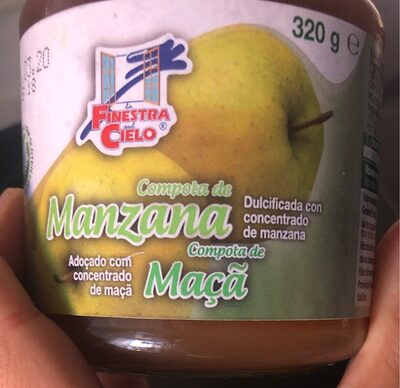 320 g e
La
FINESTRA
sul
CIELO ®
Compota de
Manzana
Dulcificada con
concentrado
de manzana
Compota de
Maçã
Adoçado com
concentrado
de maçã